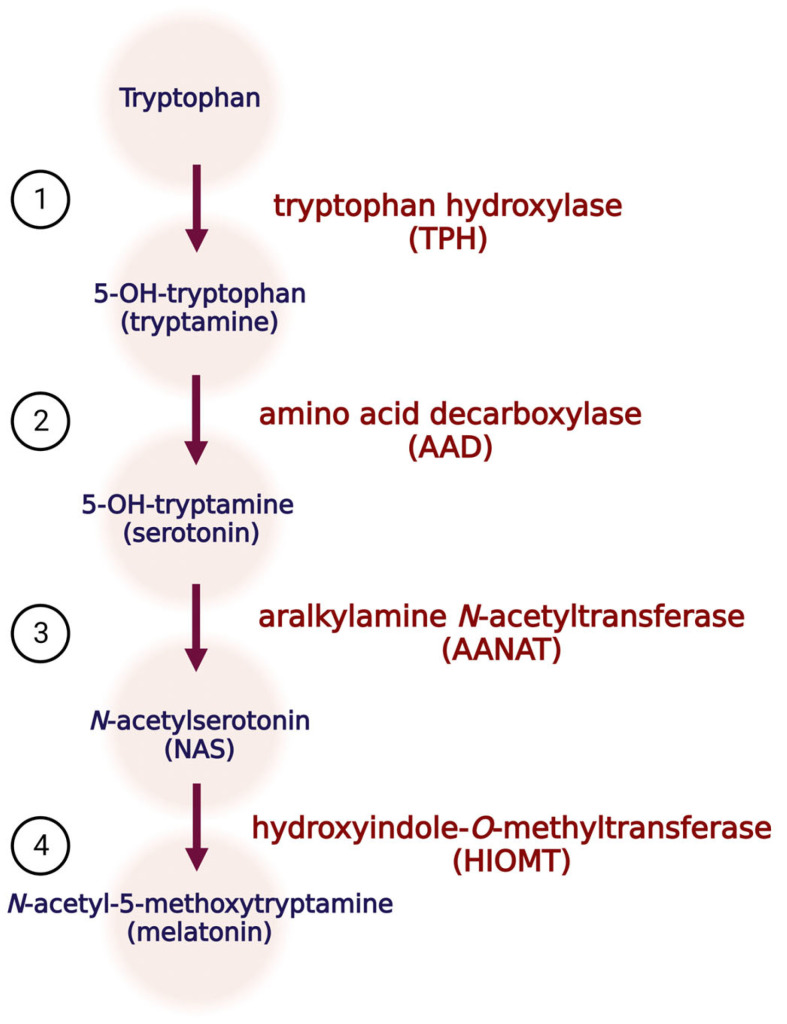 Tryptophan
1
tryptophan hydroxylase
(TPH)
5-OH-tryptophan
(tryptamine)
2
amino acid decarboxylase
(AAD)
5-OH-tryptamine
(serotonin)
3
aralkylamine N-acetyltransferase
(AANAT)
N-acetylserotonin
(NAS)
4
hydroxyindole-O-methyltransferase
(HIOMT)
N-acetyl-5-methoxytryptamine
(melatonin)